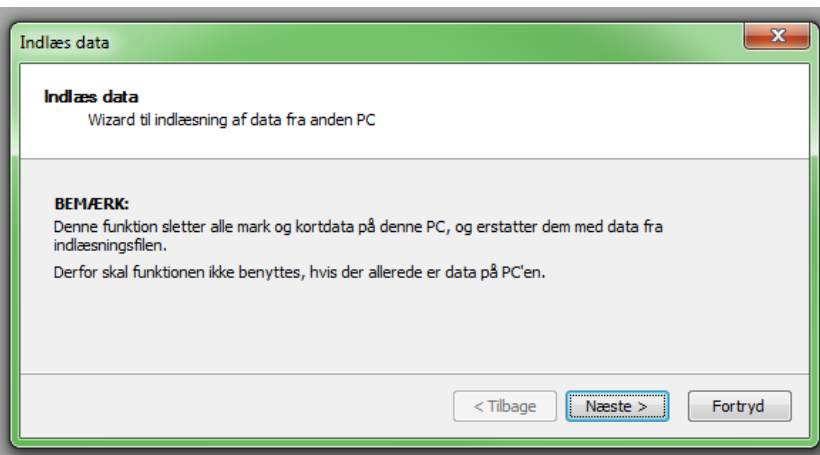 Indlæs data
Indlæs data
Wizard til indlæsning af data fra anden PC
BEMÆRK:
Denne funktion sletter alle mark og kortdata på denne PC, og erstatter dem med data fra
indlæsningsfilen.
Derfor skal funktionen ikke benyttes, hvis der allerede er data på PC'en.
< Tilbage Næste > Fortryd